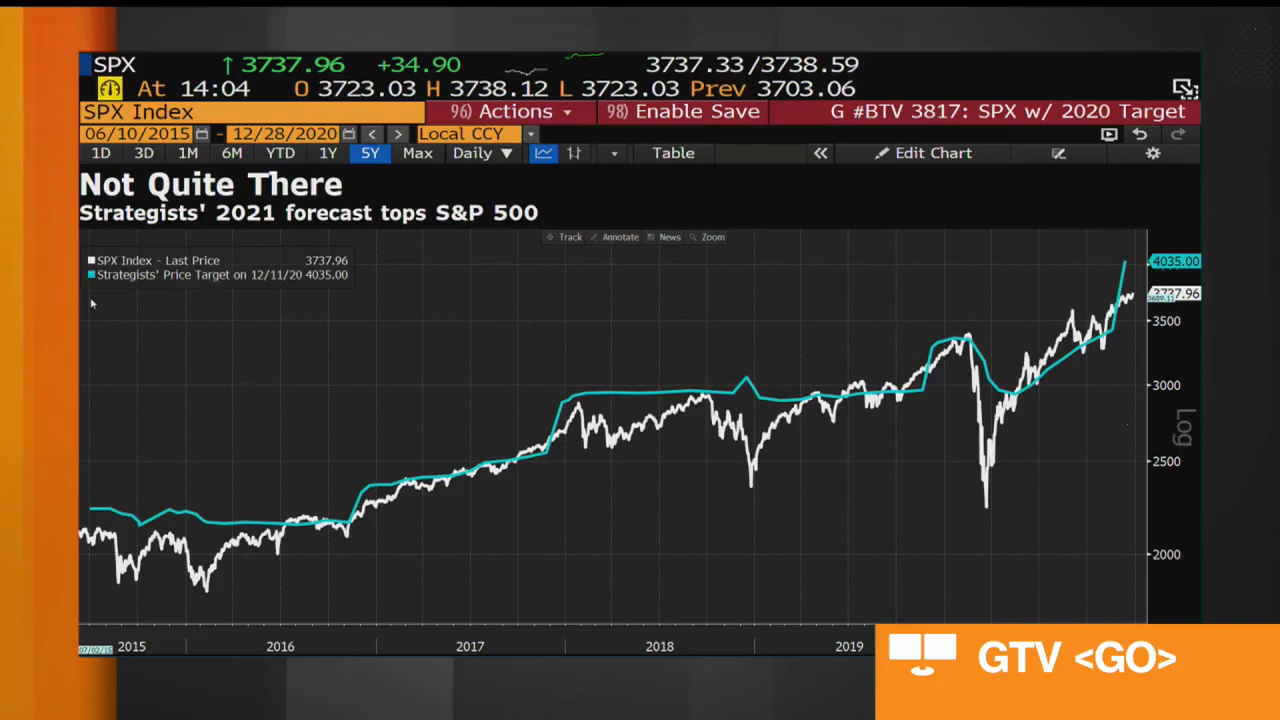 SPX ↑ 3737.96 +34.90 3737.33/3738.59
At 14:04 O 3723.03 H 3738.12 L 3723.03 Prev 3703.06
SPX Index 96) Actions 98) Enable Save G #BTV 3817: SPX w/ 2020 Target
06/10/2015 - 12/28/2020 < > Local CCY
1D 3D 1M 6M YTD 1Y 5Y Max Daily ▼ Table « Edit Chart
Not Quite There
Strategists' 2021 forecast tops S&P 500
Track Annotate News Zoom
SPX Index - Last Price 3737.96
Strategists' Price Target on 12/11/20 4035.00
4035.00
3737.96
3689.11
3500
3000
Log
2500
2000
07/02/15 2015 2016 2017 2018 2019
GTV <GO>